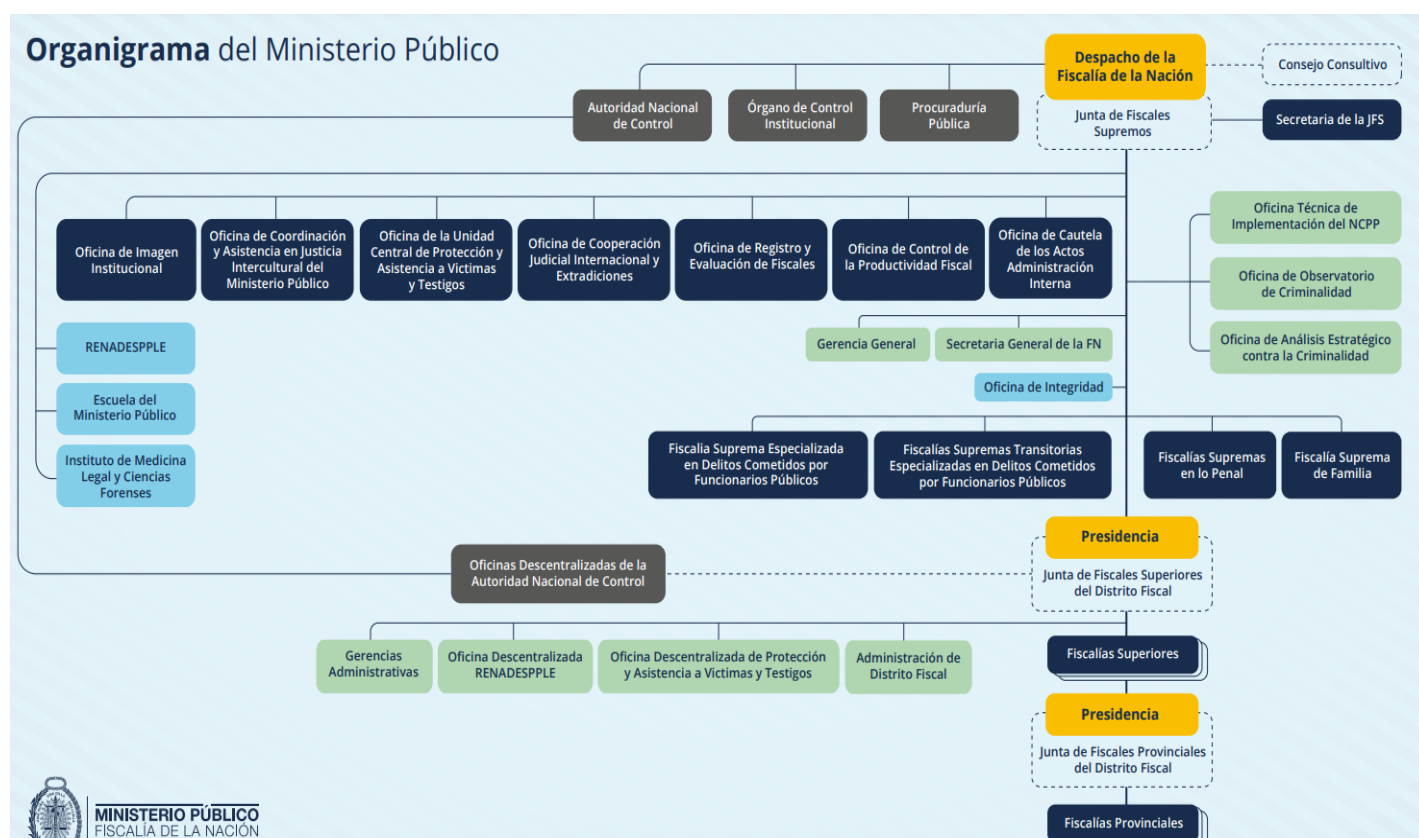 Organigrama del Ministerio Público
Despacho de la
Fiscalía de la Nación
Consejo Consultivo
Autoridad Nacional
de Control
Órgano de Control
Institucional
Procuraduría
Pública
Junta de Fiscales
Supremos
Secretaria de la JFS
Oficina de Imagen
Institucional
Oficina de Coordinación
y Asistencia en Justicia
Intercultural del
Ministerio Público
Oficina de la Unidad
Central de Protección y
Asistencia a Victimas
y Testigos
Oficina de Cooperación
Judicial Internacional y
Extradiciones
Oficina de Registro y
Evaluación de Fiscales
Oficina de Control de
la Productividad Fiscal
Oficina de Cautela
de los Actos
Administración
Interna
Oficina Técnica de
Implementación del NCPP
Oficina de Observatorio
de Criminalidad
Oficina de Análisis Estratégico
contra la Criminalidad
RENADESPPLE
Escuela del
Ministerio Público
Instituto de Medicina
Legal y Ciencias
Forenses
Gerencia General
Secretaria General de la FN
Oficina de Integridad
Fiscalia Suprema Especializada
en Delitos Cometidos por
Funcionarios Públicos
Fiscalías Supremas Transitorias
Especializadas en Delitos Cometidos
por Funcionarios Públicos
Fiscalías Supremas
en lo Penal
Fiscalía Suprema
de Familia
Presidencia
Junta de Fiscales Superiores
del Distrito Fiscal
Oficinas Descentralizadas de la
Autoridad Nacional de Control
Gerencias
Administrativas
Oficina Descentralizada
RENADESPPLE
Oficina Descentralizada de Protección
y Asistencia a Victimas y Testigos
Administración de
Distrito Fiscal
Fiscalías Superiores
Presidencia
Junta de Fiscales Provinciales
del Distrito Fiscal
Fiscalías Provinciales
MINISTERIO PÚBLICO
FISCALÍA DE LA NACIÓN